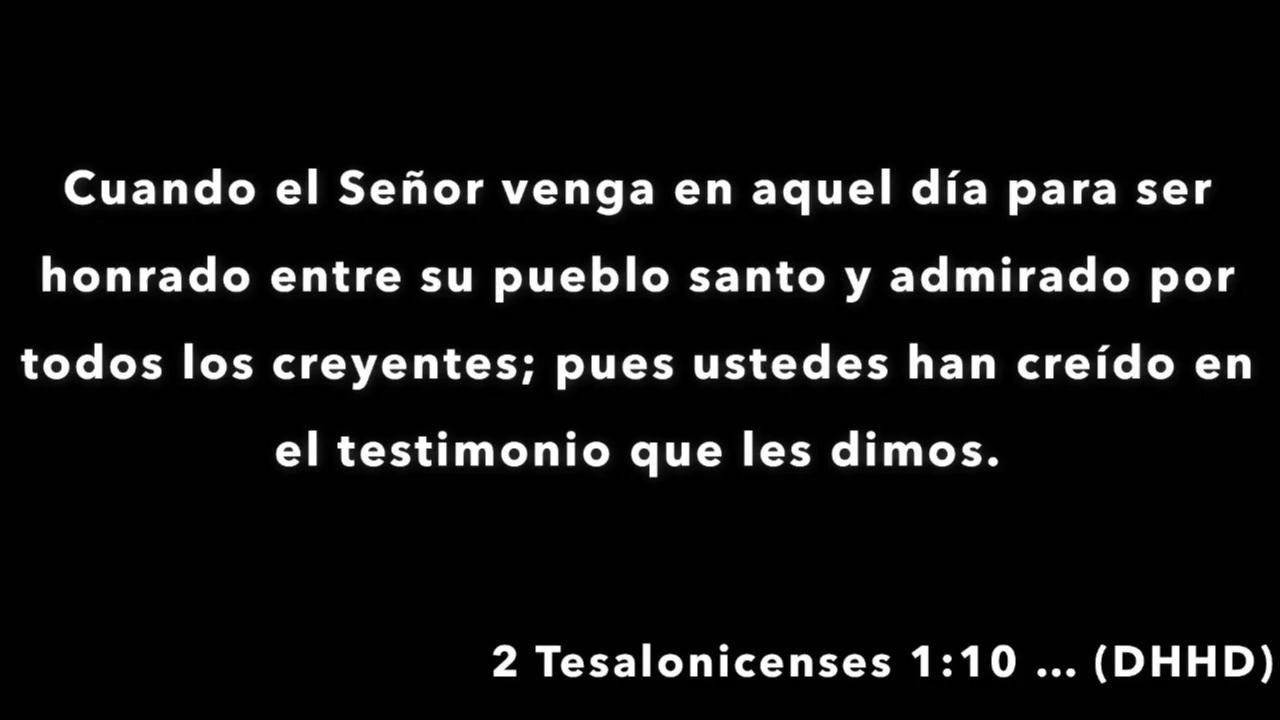 Cuando el Señor venga en aquel día para ser
honrado entre su pueblo santo y admirado por
todos los creyentes; pues ustedes han creído en
el testimonio que les dimos.
2 Tesalonicenses 1:10 ... (DHHD)